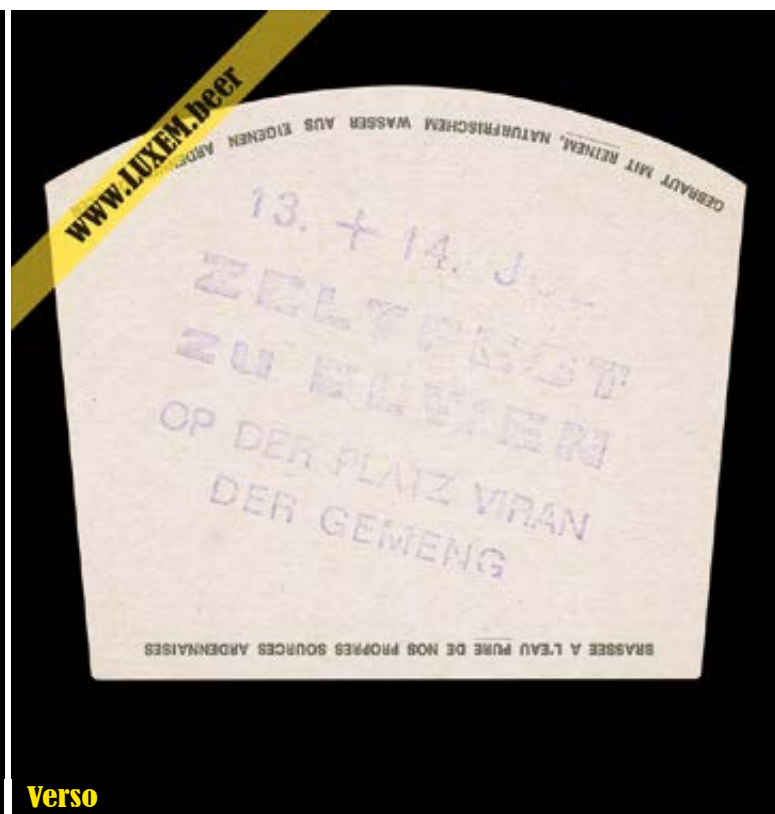 www.LUXEM.beer
GEBRAUT MIT REINEM, NATURFRISCHEM WASSER AUS EIGENEN
13. + 14.
ZELTFEST
ZU ELWEN
OP DER PLATZ VIRAN
DER GEMENG
BRASSEE A L'EAU PURE DE NOS PROPRES SOURCES ARDENNAISES
Verso